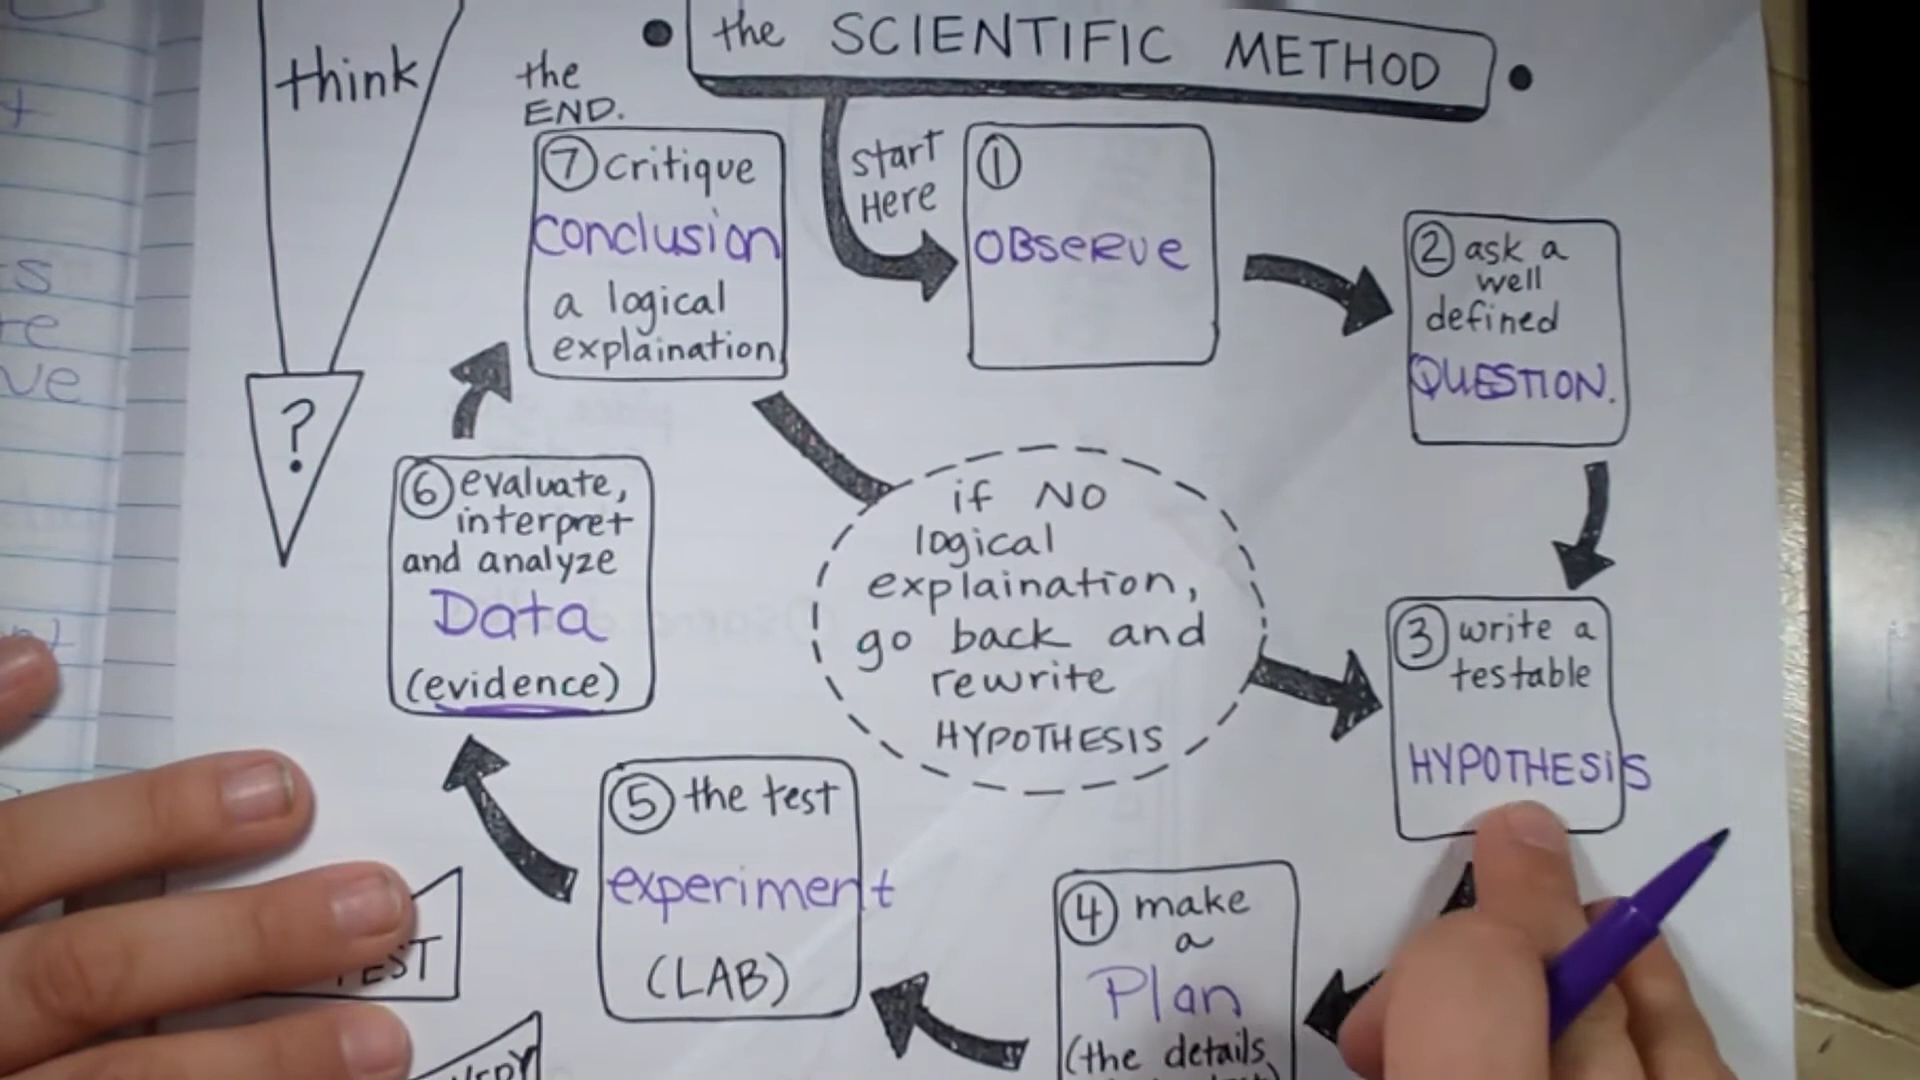 the SCIENTIFIC METHOD
think
?
the
END.
start
Here
① 
OBSERVE
② ask a
well
defined
QUESTION.
③ write a
testable
HYPOTHESIS
④ make
a
Plan
(the details
⑤ the test
experiment
(LAB)
⑥ evaluate,
interpret
and analyze
Data
(evidence)
⑦ critique
conclusion
a logical
explaination
if NO
logical
explaination,
go back and
rewrite
HYPOTHESIS